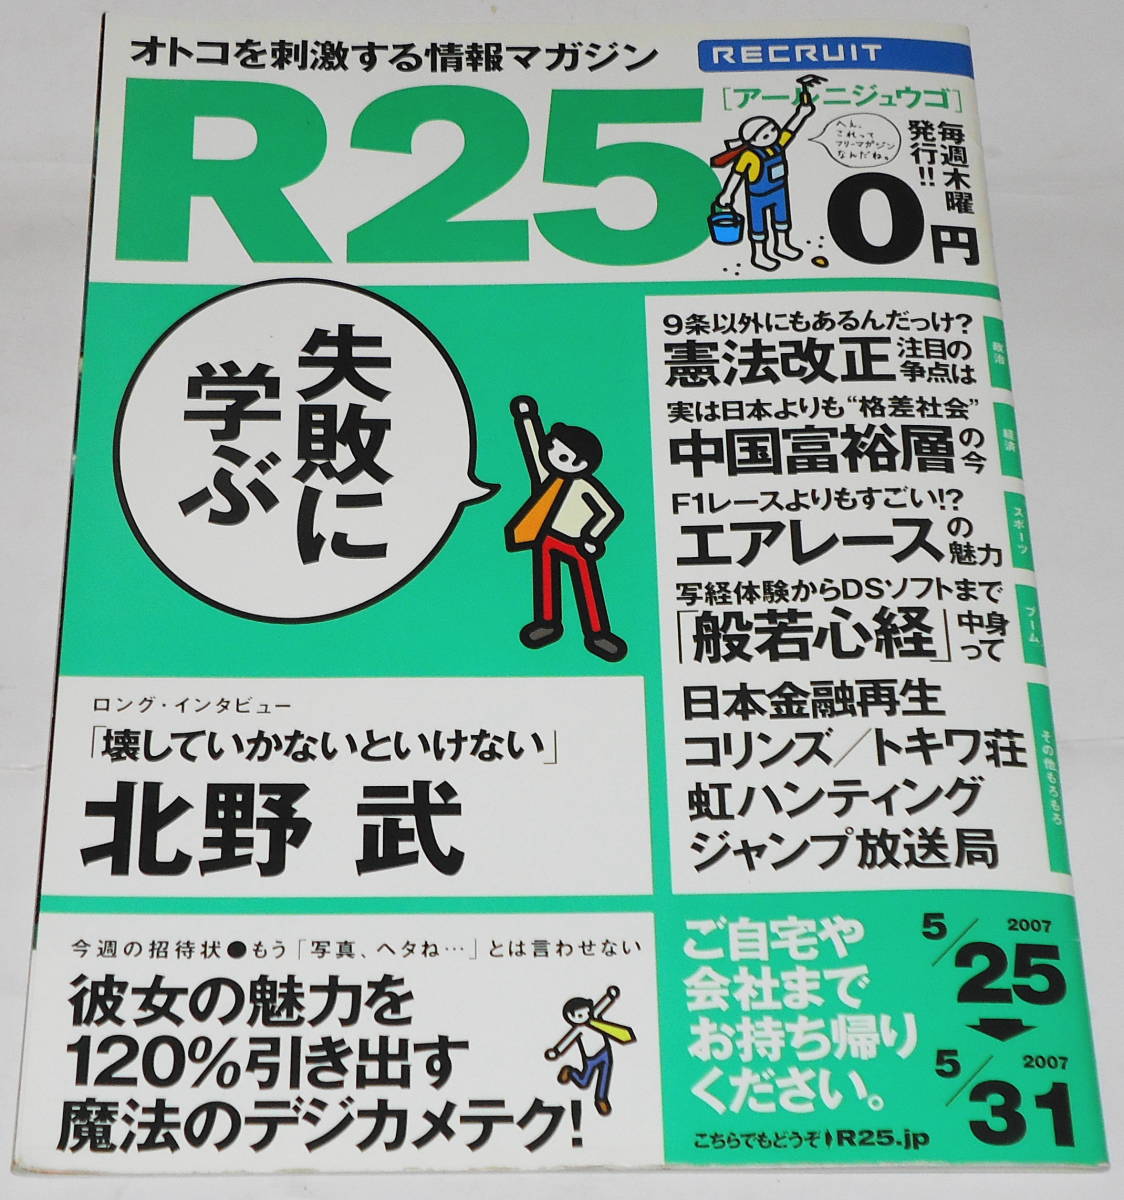 オトコを刺激する情報マガジン
RECRUIT
R25
[アールニジュウゴ]
へえ、
これって
フリーマガジン
なんだね。
毎週木曜
発行!!
0円
失敗に
学ぶ
9条以外にもあるんだっけ?
憲法改正注目の
争点は
政治
実は日本よりも“格差社会”
中国富裕層の今
経済
F1レースよりもすごい!?
エアレースの魅力
スポーツ
写経体験からDSソフトまで
「般若心経」中身って
ブーム
日本金融再生
コリンズ/トキワ荘
虹ハンティング
ジャンプ放送局
その他もろもろ
ロング・インタビュー
「壊していかないといけない」
北野 武
今週の招待状●もう「写真、ヘタね…」とは言わせない
彼女の魅力を
120%引き出す
魔法のデジカメテク!
ご自宅や
会社まで
お持ち帰り
ください。
こちらでもどうぞ▶R25.jp
2007
5/25
2007
5/31